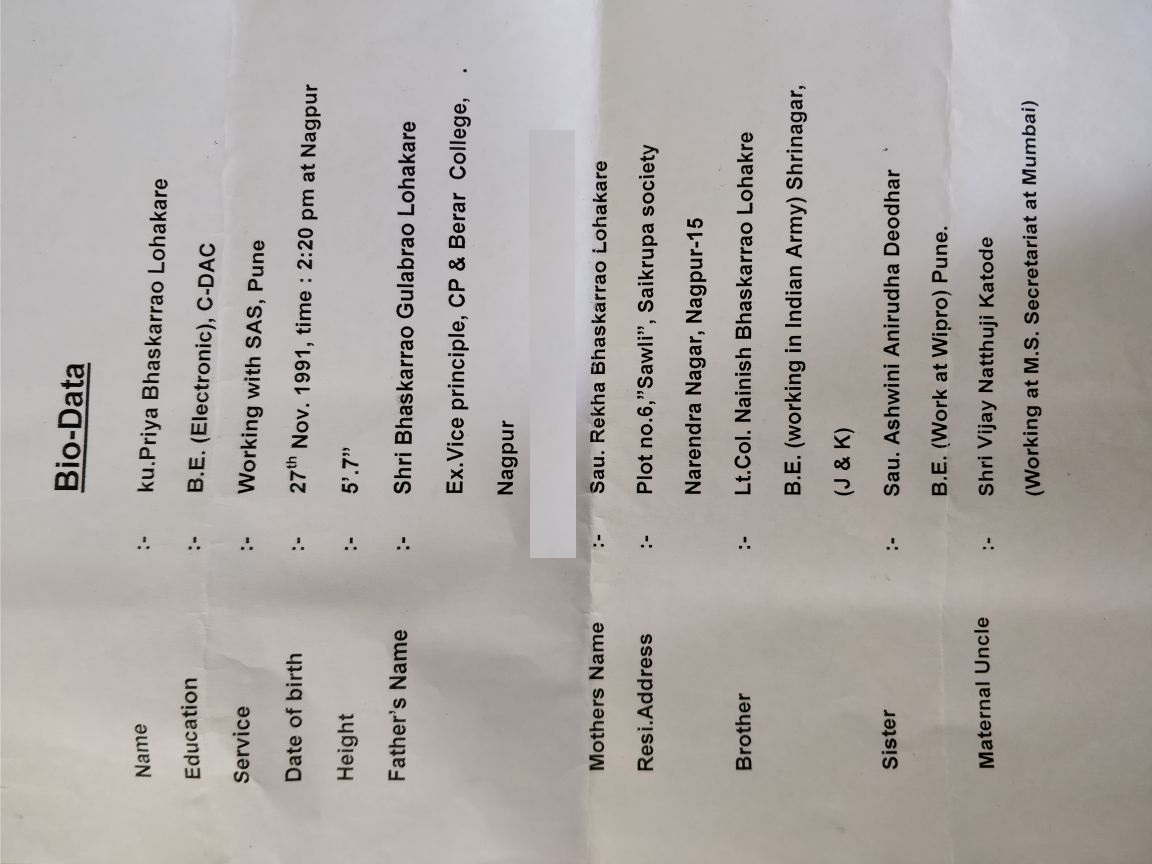 Bio-Data
Name :- ku.Priya Bhaskarrao Lohakare
Education :- B.E. (Electronic), C-DAC
Service :- Working with SAS, Pune
Date of birth :- 27th Nov. 1991, time : 2:20 pm at Nagpur
Height :- 5’.7”
Father’s Name :- Shri Bhaskarrao Gulabrao Lohakare
Ex.Vice principle, CP & Berar College, .
Nagpur
Mothers Name :- Sau. Rekha Bhaskarrao Lohakare
Resi.Address :- Plot no.6,”Sawli”, Saikrupa society
Narendra Nagar, Nagpur-15
Brother :- Lt.Col. Nainish Bhaskarrao Lohakre
B.E. (working in Indian Army) Shrinagar,
(J & K)
Sister :- Sau. Ashwini Anirudha Deodhar
B.E. (Work at Wipro) Pune.
Maternal Uncle :- Shri Vijay Natthuji Katode
(Working at M.S. Secretariat at Mumbai)